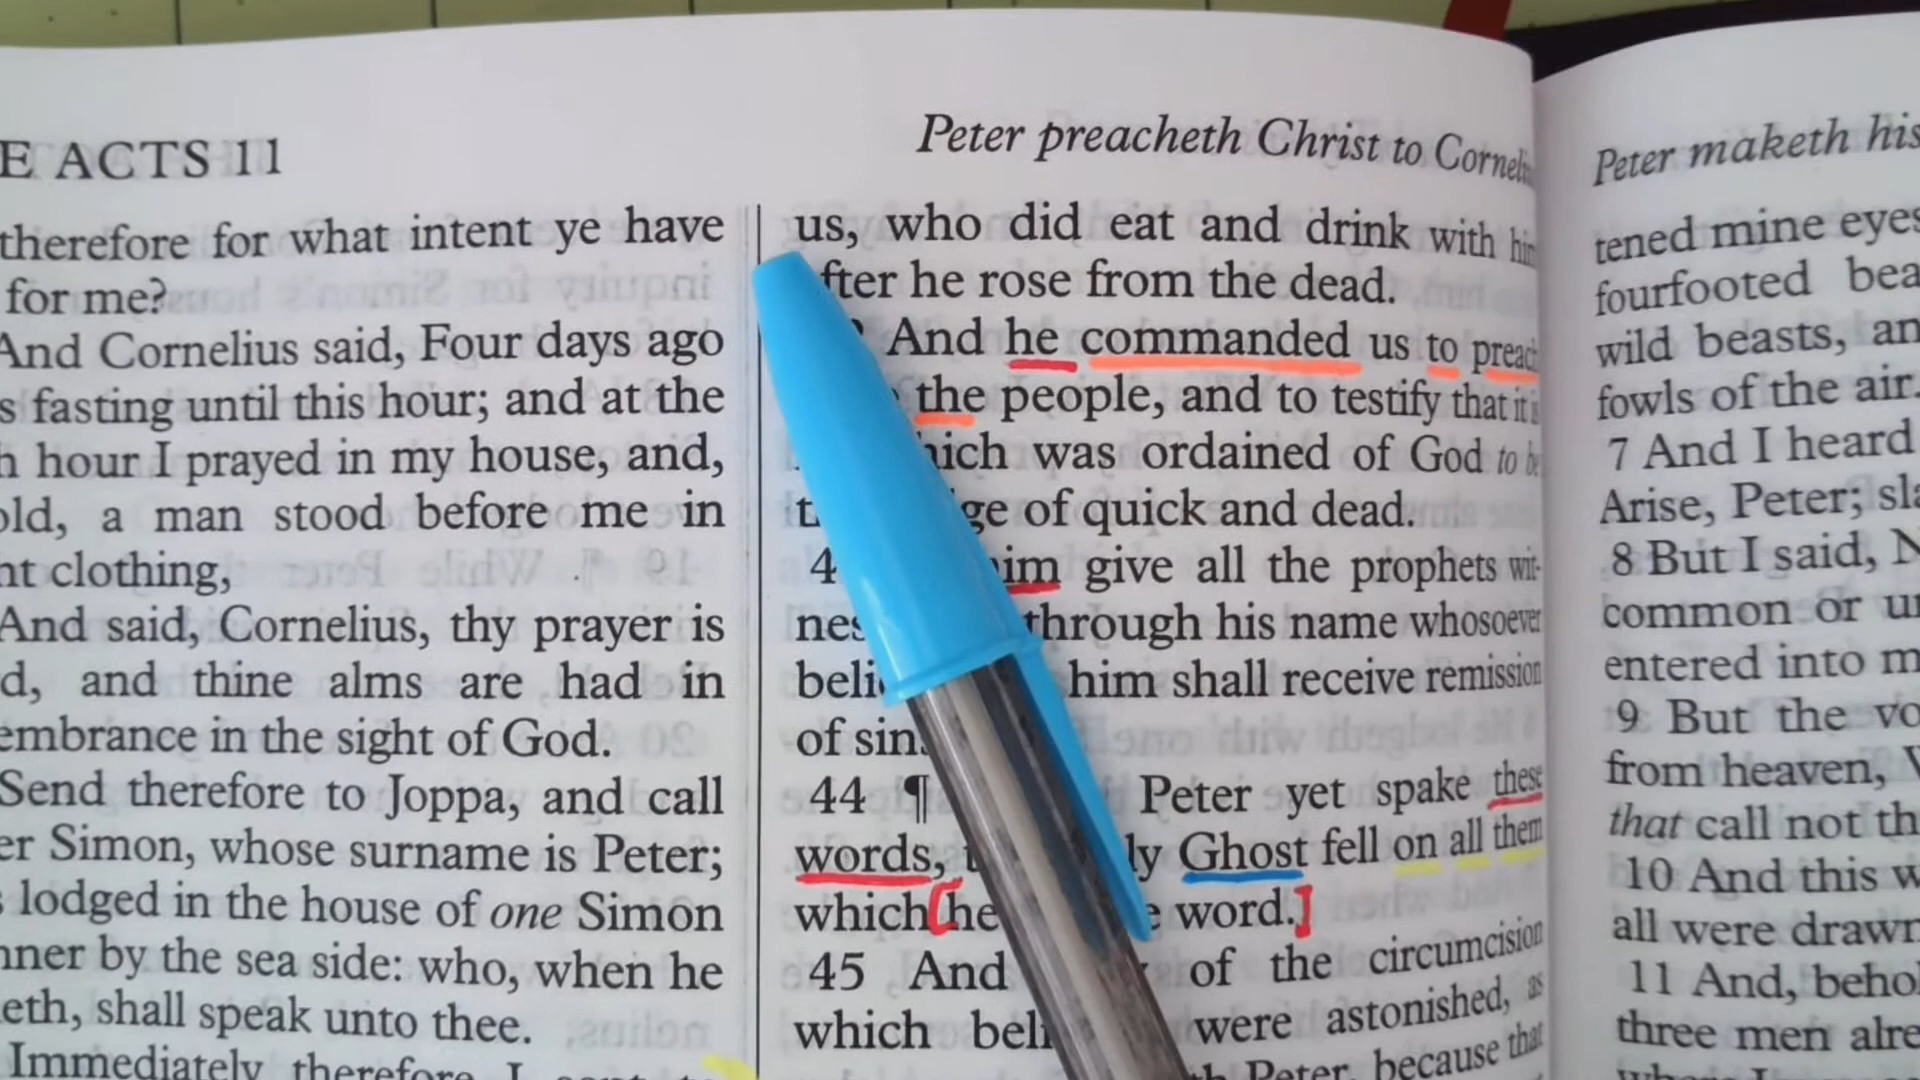 E ACTS 11
therefore for what intent ye have
for me?
And Cornelius said, Four days ago
s fasting until this hour; and at the
h hour I prayed in my house, and,
old, a man stood before me in
ht clothing,
And said, Cornelius, thy prayer is
d, and thine alms are had in
embrance in the sight of God.
Send therefore to Joppa, and call
er Simon, whose surname is Peter;
s lodged in the house of one Simon
nner by the sea side: who, when he
eth, shall speak unto thee.
Immediately therefore I sent to
Peter preacheth Christ to Corneli
us, who did eat and drink with him
fter he rose from the dead.
And he commanded us to preach
the people, and to testify that it is
hich was ordained of God to be
ge of quick and dead.
4 im give all the prophets wit-
nes through his name whosoever
beli him shall receive remission
of sins
44 ¶ Peter yet spake these
words, ly Ghost fell on all them
which [he e word.]
45 And of the circumcision
which beli were astonished, as
th Peter, because that
Peter maketh his
tened mine eyes
fourfooted bea
wild beasts, an
fowls of the air.
7 And I heard
Arise, Peter; sla
8 But I said, N
common or un
entered into m
9 But the vo
from heaven, W
that call not th
10 And this w
all were drawn
11 And, behol
three men alre